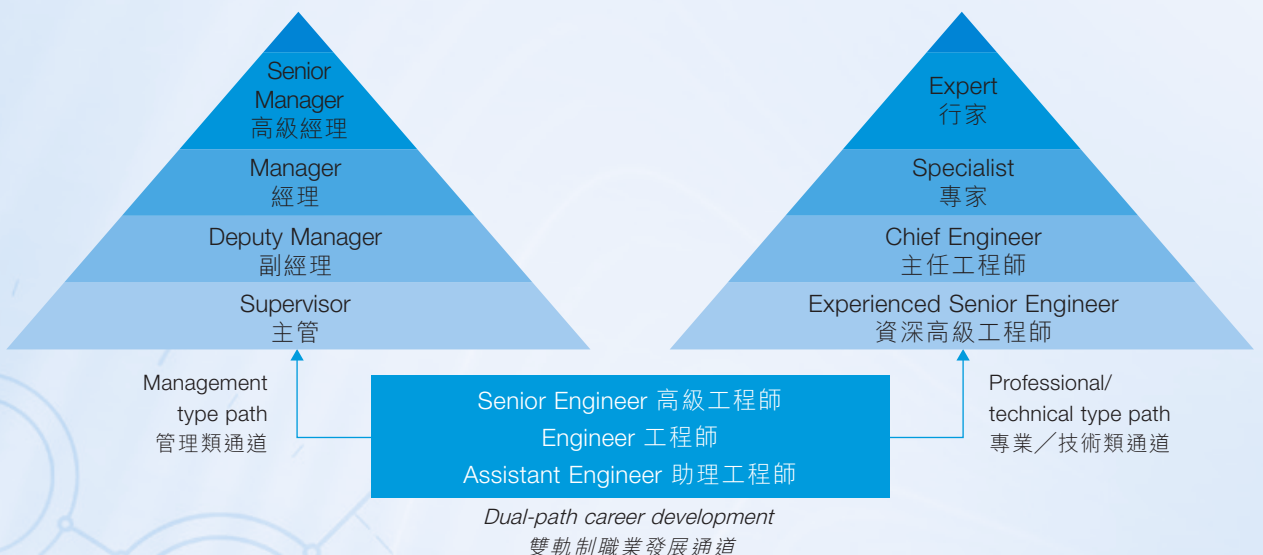 Senior
Manager
高級經理
Manager
經理
Deputy Manager
副經理
Supervisor
主管
Expert
行家
Specialist
專家
Chief Engineer
主任工程師
Experienced Senior Engineer
資深高級工程師
Management
type path
管理類通道
Senior Engineer 高級工程師
Engineer 工程師
Assistant Engineer 助理工程師
Professional/
technical type path
專業／技術類通道
Dual-path career development
雙軌制職業發展通道